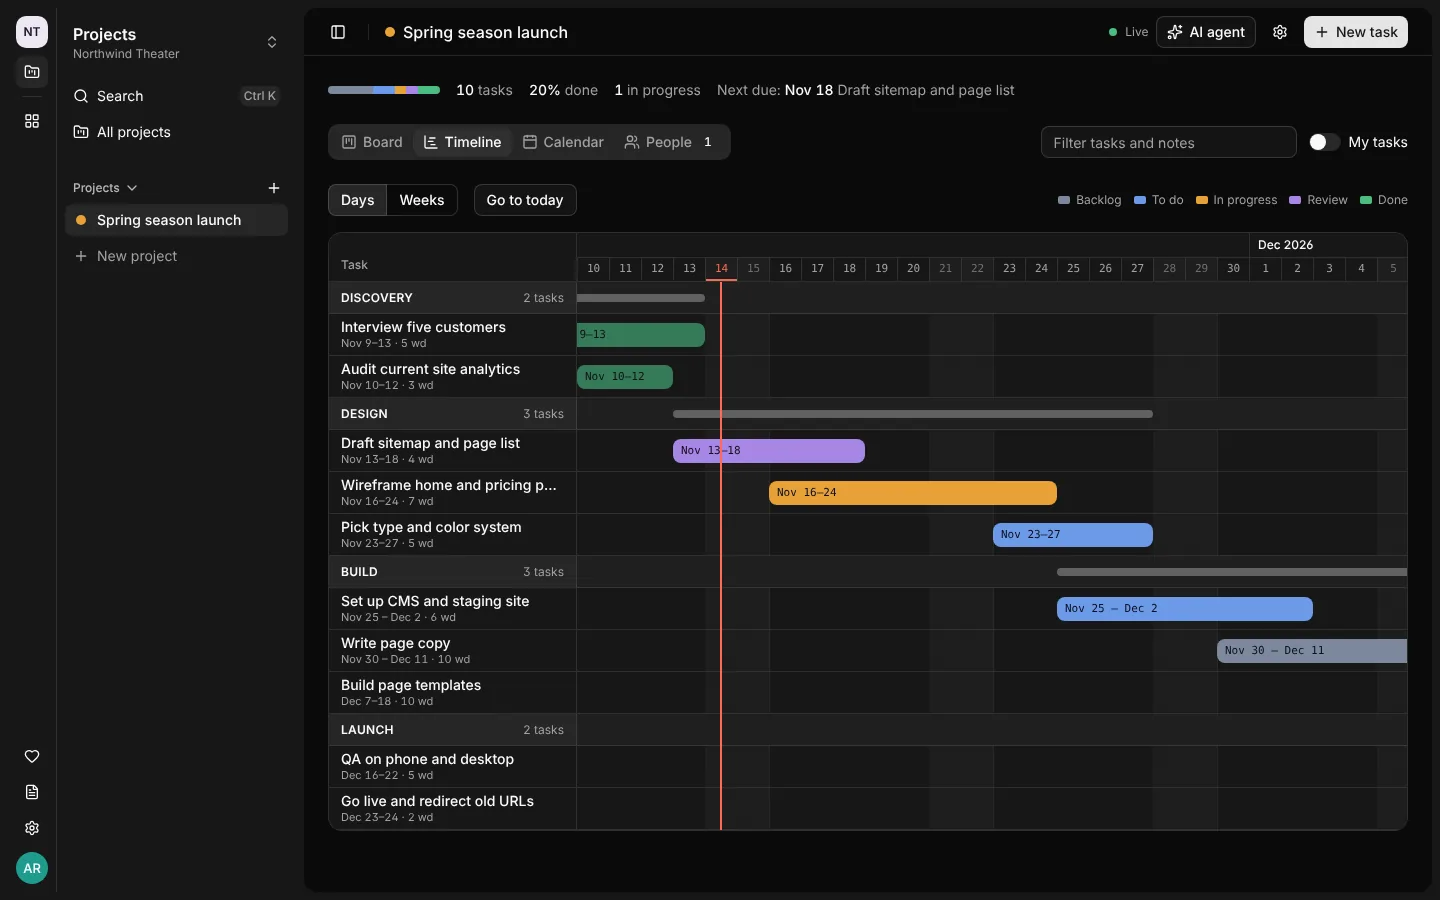 NT
Projects
Northwind Theater
Search Ctrl K
All projects
Projects
Spring season launch
New project
AR
Spring season launch
Live AI agent New task
10 tasks 20% done 1 in progress Next due: Nov 18 Draft sitemap and page list
Board Timeline Calendar People 1
Filter tasks and notes My tasks
Days Weeks Go to today
Backlog To do In progress Review Done
Dec 2026
Task 10 11 12 13 14 15 16 17 18 19 20 21 22 23 24 25 26 27 28 29 30 1 2 3 4 5
DISCOVERY 2 tasks
Interview five customers
Nov 9–13 · 5 wd
9–13
Audit current site analytics
Nov 10–12 · 3 wd
Nov 10–12
DESIGN 3 tasks
Draft sitemap and page list
Nov 13–18 · 4 wd
Nov 13–18
Wireframe home and pricing p...
Nov 16–24 · 7 wd
Nov 16–24
Pick type and color system
Nov 23–27 · 5 wd
Nov 23–27
BUILD 3 tasks
Set up CMS and staging site
Nov 25 – Dec 2 · 6 wd
Nov 25 – Dec 2
Write page copy
Nov 30 – Dec 11 · 10 wd
Nov 30 – Dec 11
Build page templates
Dec 7–18 · 10 wd
LAUNCH 2 tasks
QA on phone and desktop
Dec 16–22 · 5 wd
Go live and redirect old URLs
Dec 23–24 · 2 wd